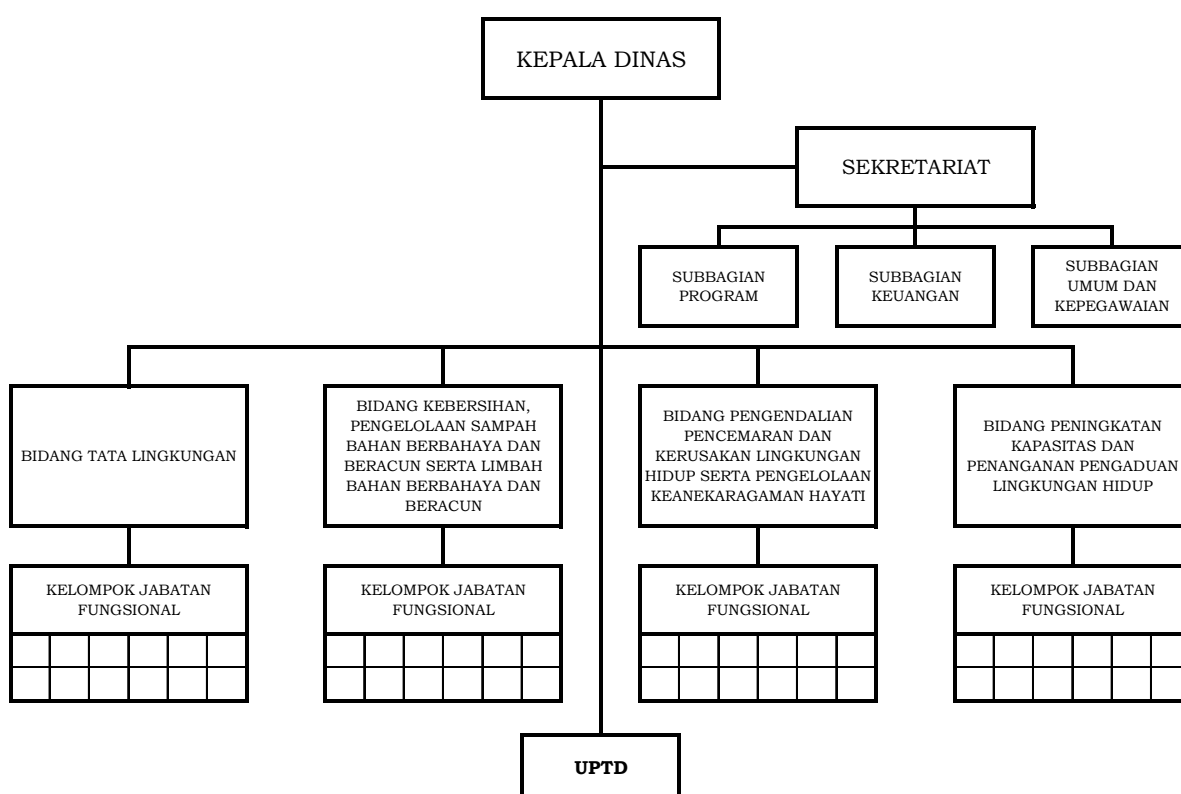 KEPALA DINAS
SEKRETARIAT
SUBBAGIAN
PROGRAM
SUBBAGIAN
KEUANGAN
SUBBAGIAN
UMUM DAN
KEPEGAWAIAN
BIDANG TATA LINGKUNGAN
BIDANG KEBERSIHAN,
PENGELOLAAN SAMPAH
BAHAN BERBAHAYA DAN
BERACUN SERTA LIMBAH
BAHAN BERBAHAYA DAN
BERACUN
BIDANG PENGENDALIAN
PENCEMARAN DAN
KERUSAKAN LINGKUNGAN
HIDUP SERTA PENGELOLAAN
KEANEKARAGAMAN HAYATI
BIDANG PENINGKATAN
KAPASITAS DAN
PENANGANAN PENGADUAN
LINGKUNGAN HIDUP
KELOMPOK JABATAN
FUNGSIONAL
KELOMPOK JABATAN
FUNGSIONAL
KELOMPOK JABATAN
FUNGSIONAL
KELOMPOK JABATAN
FUNGSIONAL
UPTD